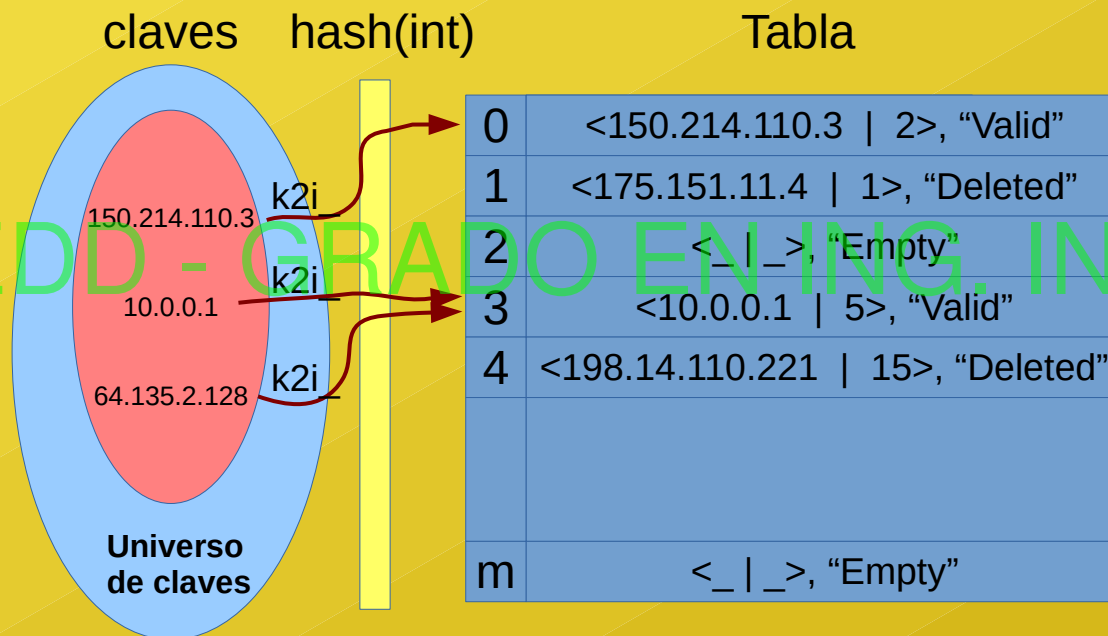 claves hash(int) Tabla
0 <150.214.110.3 | 2>, “Valid”
1 <175.151.11.4 | 1>, “Deleted”
k2i_
150.214.110.3
DD - GRADO EN ING. IN
2 <_ | _>, “Empty”
k2i_
10.0.0.1
3 <10.0.0.1 | 5>, “Valid”
4 <198.14.110.221 | 15>, “Deleted”
k2i_
64.135.2.128
Universo
de claves
m <_ | _>, “Empty”